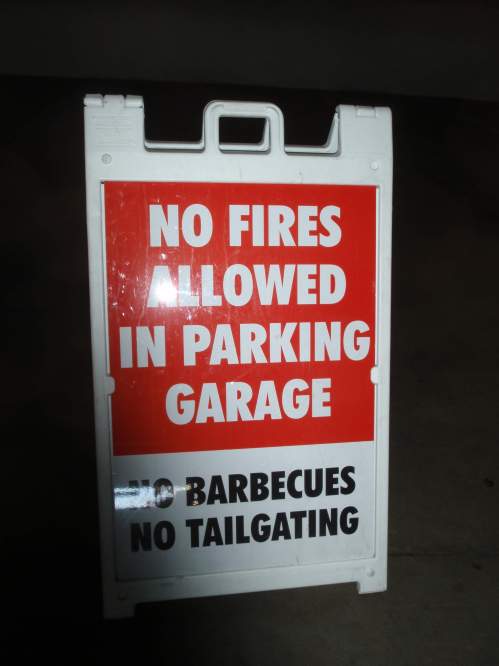 NO FIRES
ALLOWED
IN PARKING
GARAGE
NO BARBECUES
NO TAILGATING